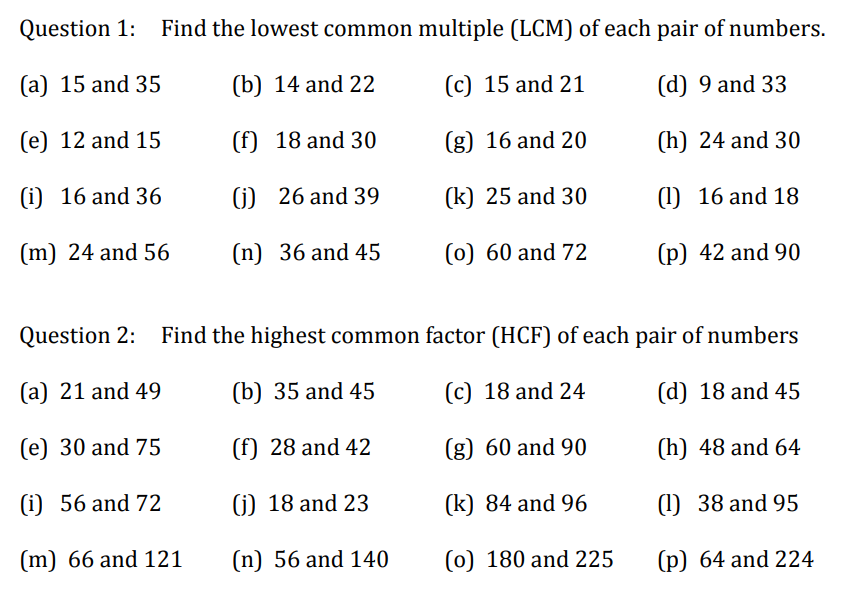 Question 1: Find the lowest common multiple (LCM) of each pair of numbers.
(a) 15 and 35 (b) 14 and 22 (c) 15 and 21 (d) 9 and 33
(e) 12 and 15 (f) 18 and 30 (g) 16 and 20 (h) 24 and 30
(i) 16 and 36 (j) 26 and 39 (k) 25 and 30 (l) 16 and 18
(m) 24 and 56 (n) 36 and 45 (o) 60 and 72 (p) 42 and 90
Question 2: Find the highest common factor (HCF) of each pair of numbers
(a) 21 and 49 (b) 35 and 45 (c) 18 and 24 (d) 18 and 45
(e) 30 and 75 (f) 28 and 42 (g) 60 and 90 (h) 48 and 64
(i) 56 and 72 (j) 18 and 23 (k) 84 and 96 (l) 38 and 95
(m) 66 and 121 (n) 56 and 140 (o) 180 and 225 (p) 64 and 224